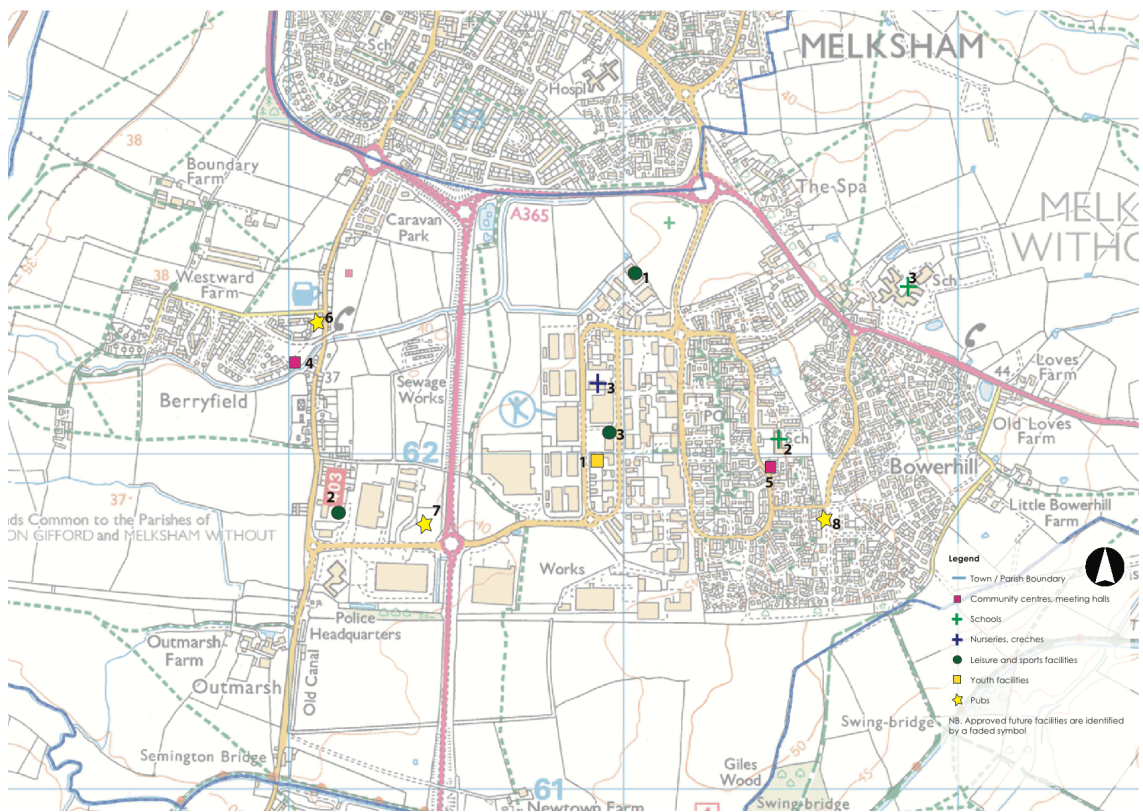 MELKSHAM
Sch
Hospl
63
40
38
Boundary
Farm
The Spa
A365
Caravan
Park
MELK
WITHO
35
38
Westward
Farm
1
3
Sch
6
40
4
37
Berryfield
Sewage
Works
44
Loves
Farm
3
PO
Old Loves
Farm
3
Sch
2
62
1
5
Bowerhill
37
403
2
7
40
8
Little Bowerhill
Farm
nds Common to the Parishes of
ON GIFFORD and MELKSHAM WITHOUT
Works
Police
Headquarters
Outmarsh
Farm
Outmarsh
Old Canal
Semington Bridge
61
Newtown Farm
Giles
Wood
50
45
Swing-bridge
Swing-bridge
Legend
Town / Parish Boundary
Community centres, meeting halls
Schools
Nurseries, creches
Leisure and sports facilities
Youth facilities
Pubs
NB. Approved future facilities are identified
by a faded symbol